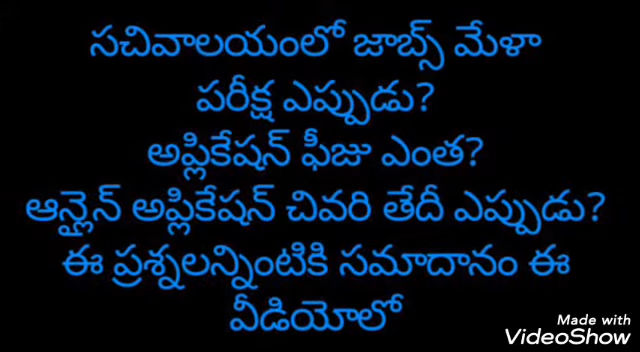 సచివాలయంలో జాబ్స్ మేళా
పరీక్ష ఎప్పుడు?
అప్లికేషన్ ఫీజు ఎంత?
ఆన్లైన్ అప్లికేషన్ చివరి తేదీ ఎప్పుడు?
ఈ ప్రశ్నలన్నింటికి సమాదానం ఈ
వీడియోలో
Made with
VideoShow